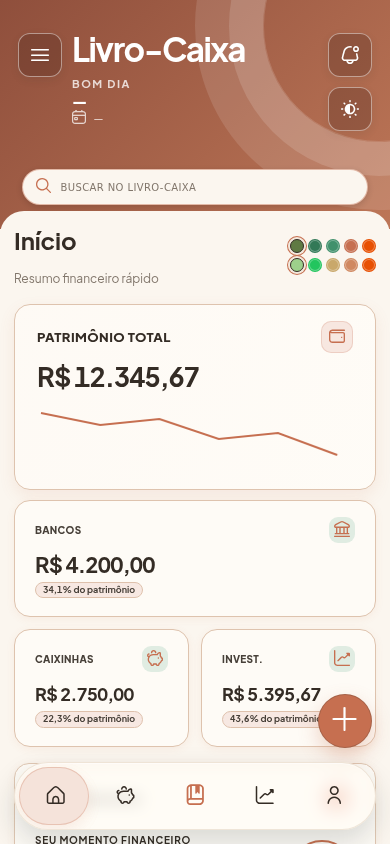 Livro-Caixa
BOM DIA
—
—
BUSCAR NO LIVRO-CAIXA
Início
Resumo financeiro rápido
PATRIMÔNIO TOTAL
R$ 12.345,67
BANCOS
R$ 4.200,00
34,1% do patrimônio
CAIXINHAS
R$ 2.750,00
22,3% do patrimônio
INVEST.
R$ 5.395,67
43,6% do patrimônio
SEU MOMENTO FINANCEIRO